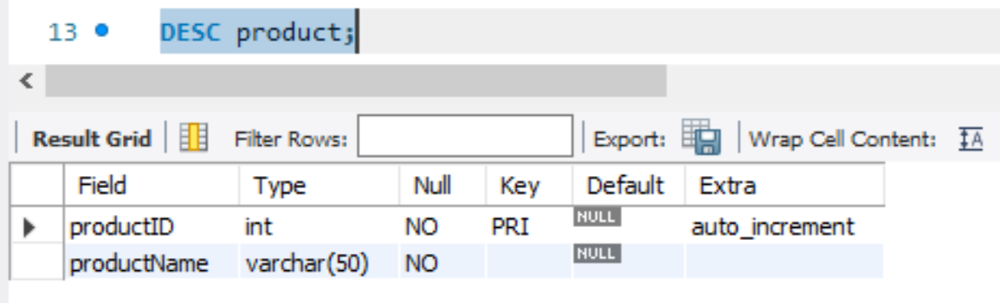 13 DESC product;
Result Grid Filter Rows: Export: Wrap Cell Content: IA
Field Type Null Key Default Extra
productID int NO PRI NULL auto_increment
productName varchar(50) NO NULL